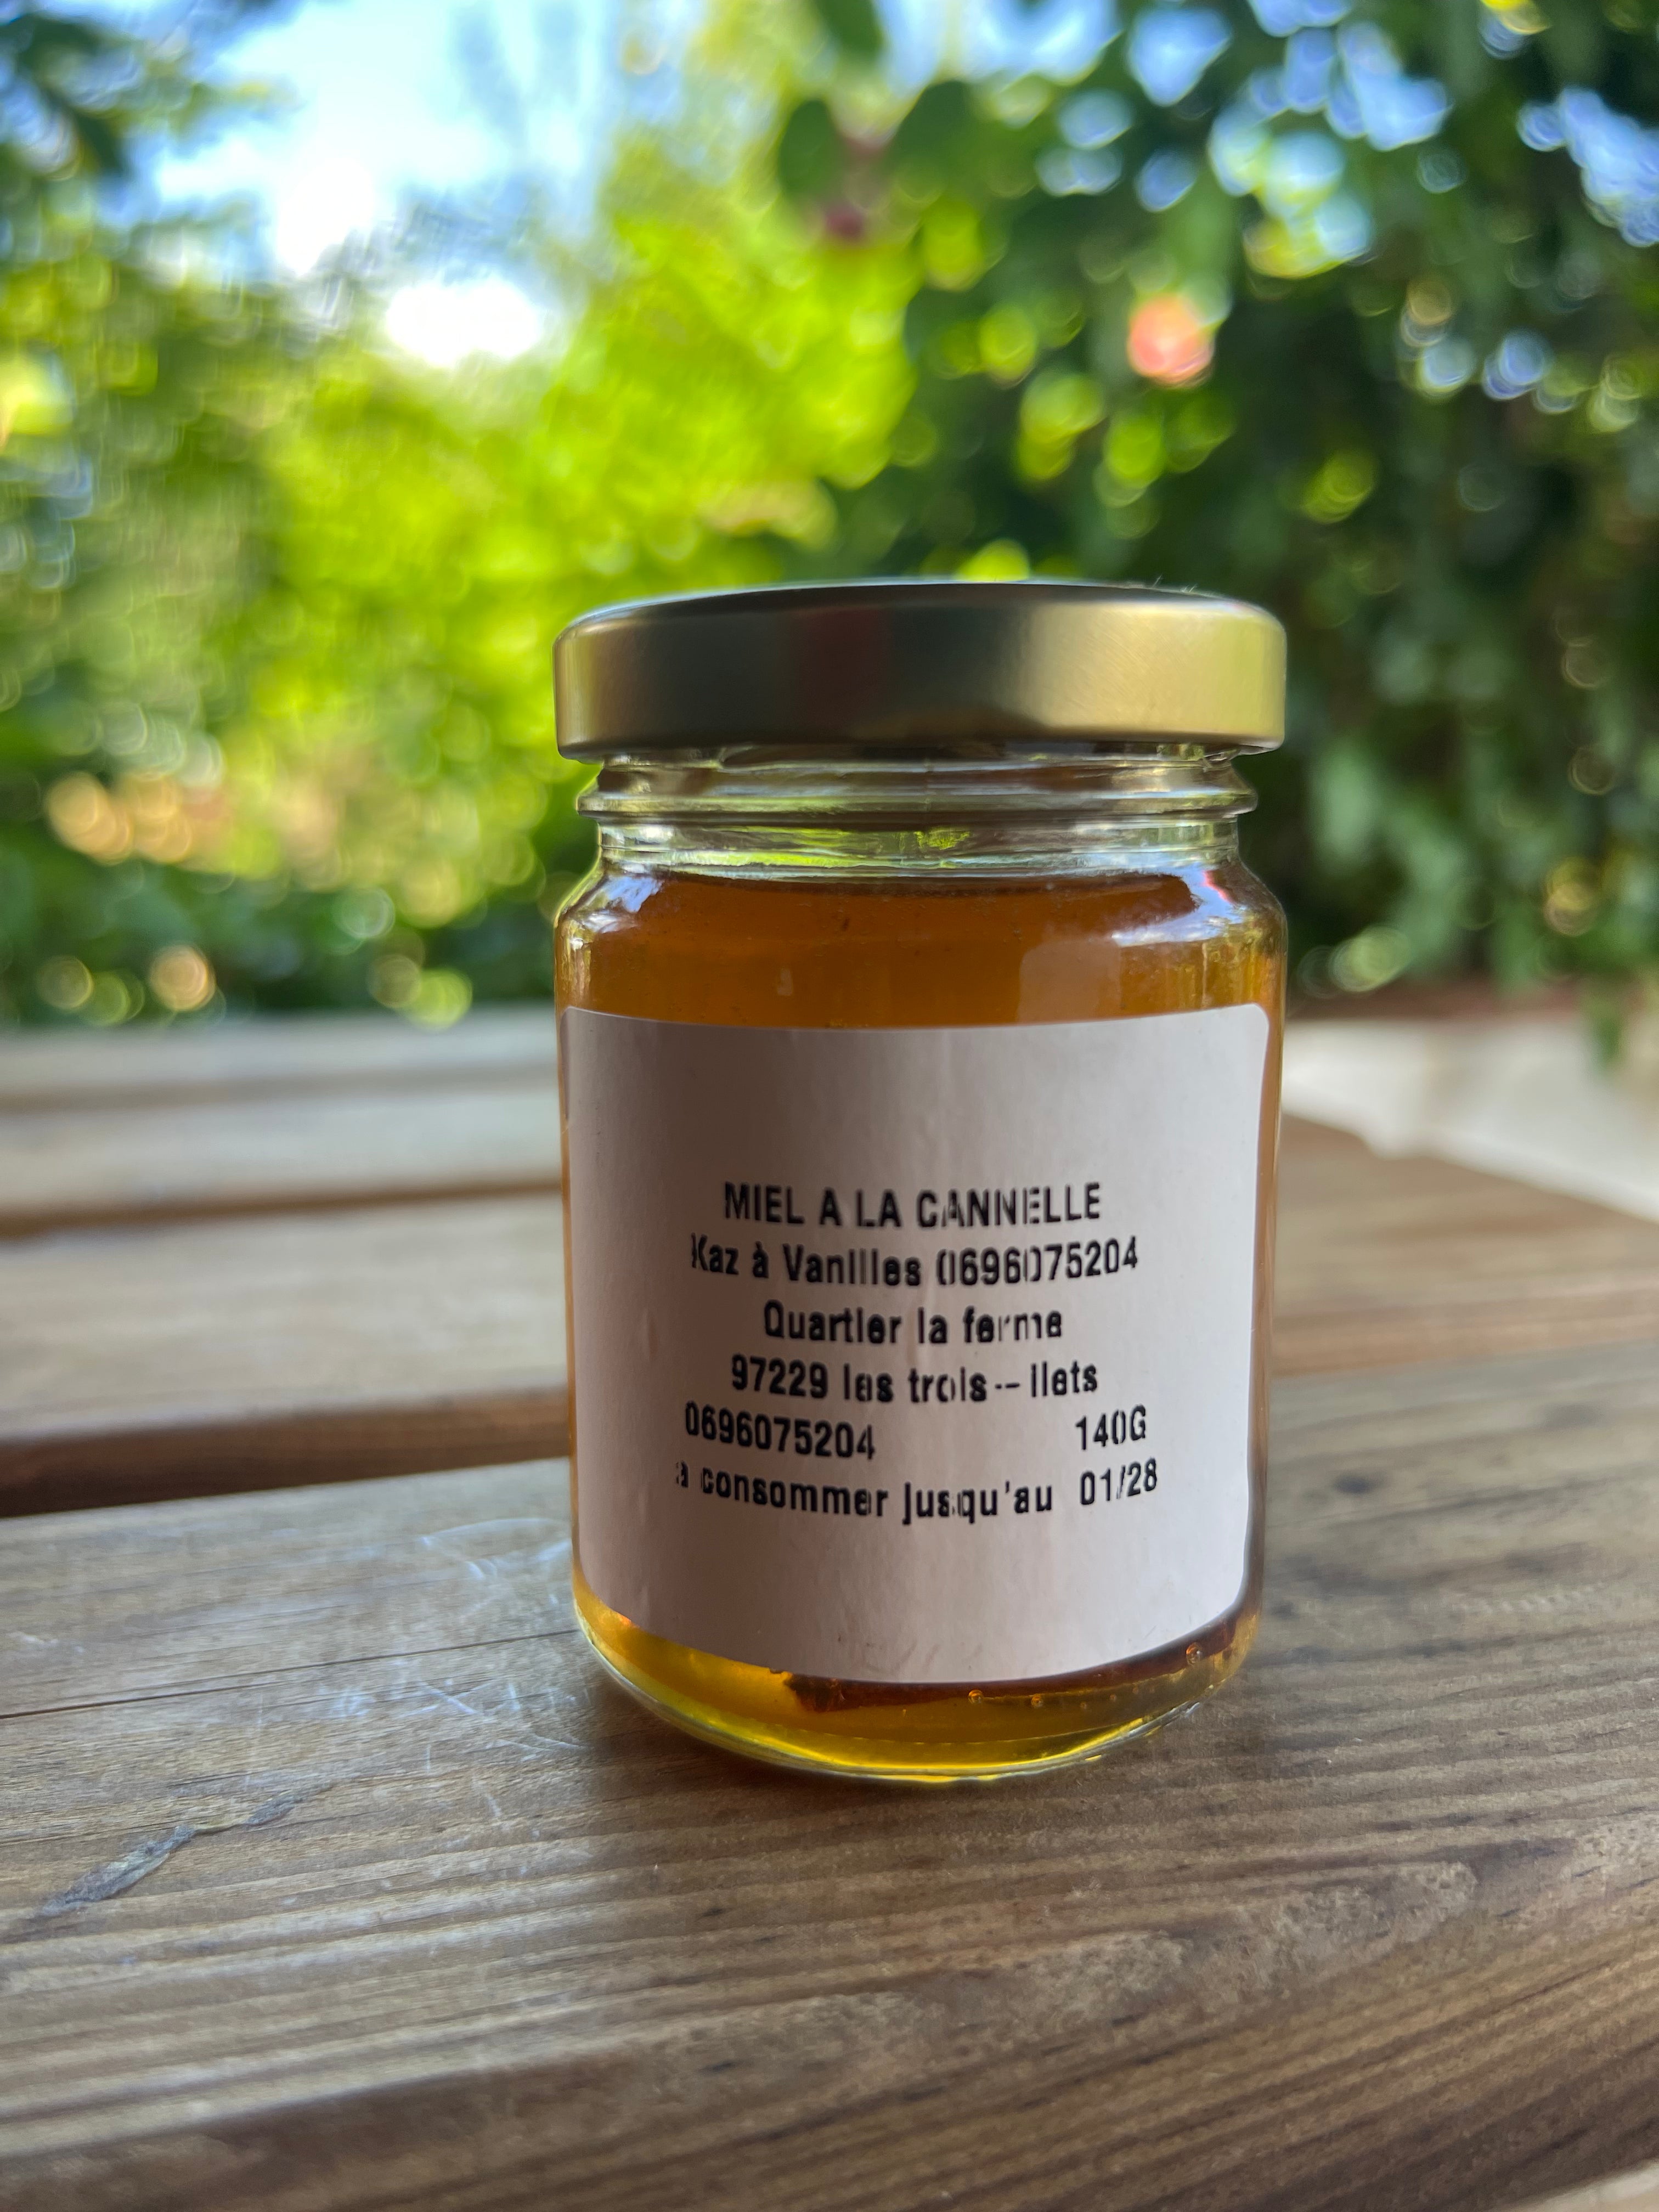 MIEL A LA CANNELLE
Kaz à Vanilles 0696075204
Quartier la ferme
97229 les trois - Ilets
0696075204 140G
a consommer jusqu'au 01/28